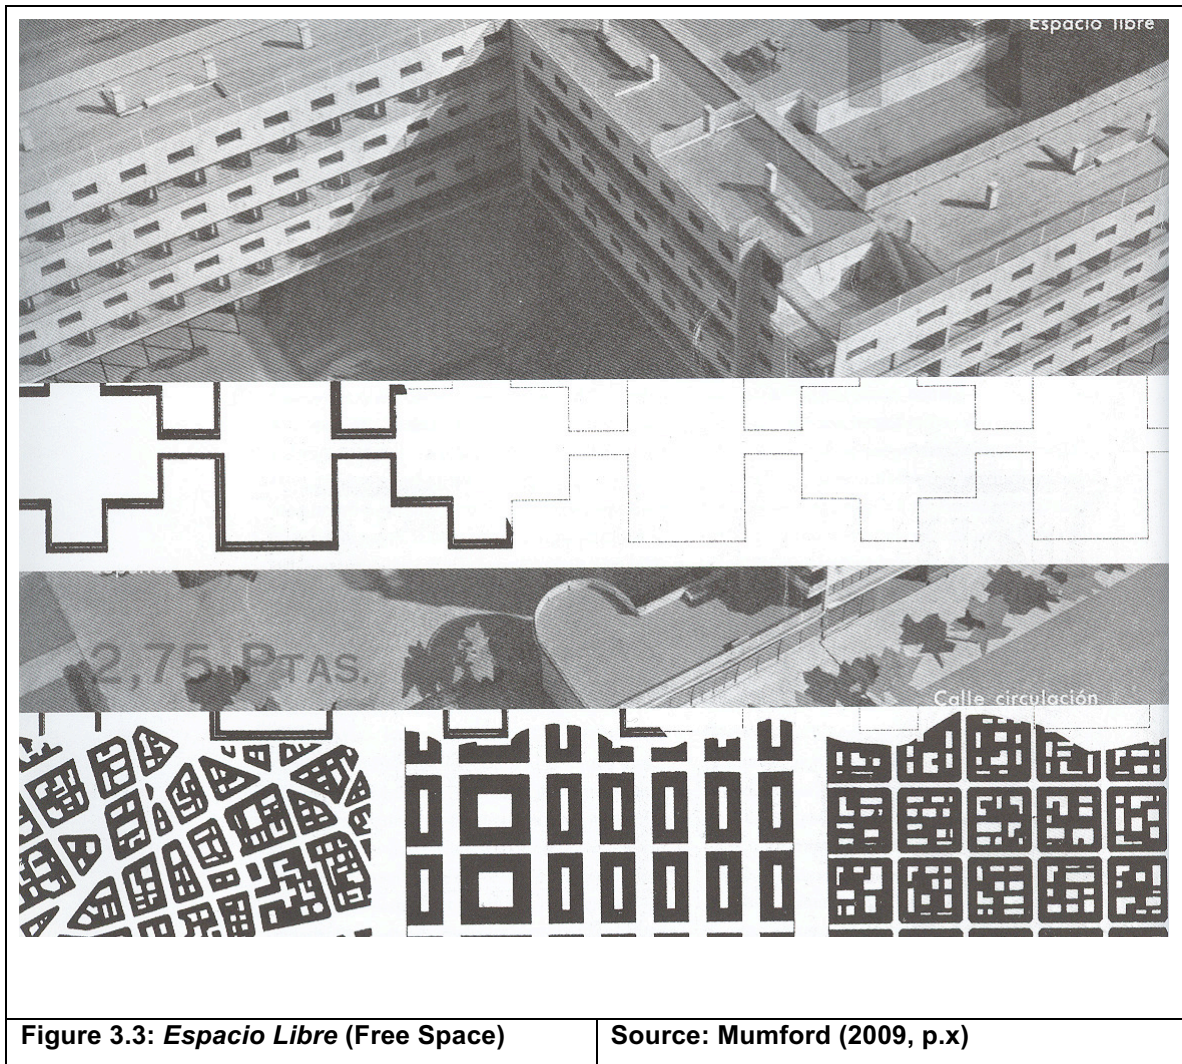 Espacio libre
2,75 PTAS.
Calle circulación
Figure 3.3: Espacio Libre (Free Space)
Source: Mumford (2009, p.x)